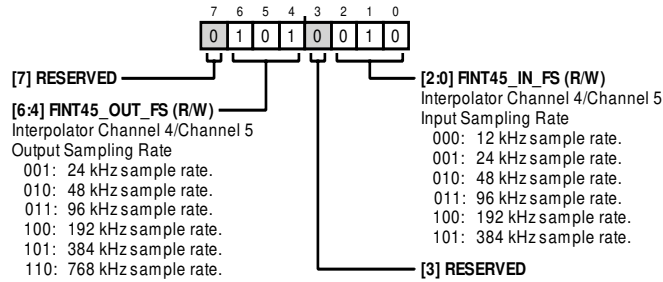 7 6 5 4 3 2 1 0
0 1 0 1 0 0 1 0
[7] RESERVED
[6:4] FINT45_OUT_FS (R/W)
Interpolator Channel 4/Channel 5
Output Sampling Rate
001: 24 kHz sample rate.
010: 48 kHz sample rate.
011: 96 kHz sample rate.
100: 192 kHz sample rate.
101: 384 kHz sample rate.
110: 768 kHz sample rate.
[2:0] FINT45_IN_FS (R/W)
Interpolator Channel 4/Channel 5
Input Sampling Rate
000: 12 kHz sample rate.
001: 24 kHz sample rate.
010: 48 kHz sample rate.
011: 96 kHz sample rate.
100: 192 kHz sample rate.
101: 384 kHz sample rate.
[3] RESERVED